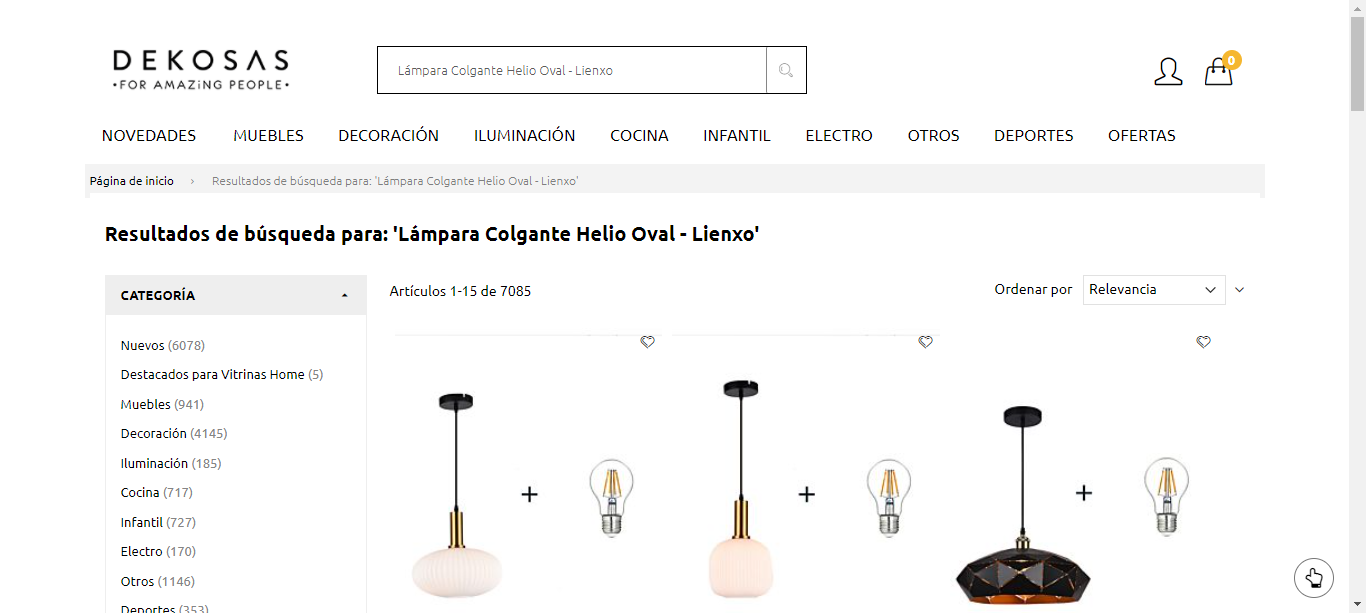 DEKOSAS
•FOR AMAZiNG PEOPLE•
Lámpara Colgante Helio Oval - Lienxo
0
NOVEDADES MUEBLES DECORACIÓN ILUMINACIÓN COCINA INFANTIL ELECTRO OTROS DEPORTES OFERTAS
Página de inicio › Resultados de búsqueda para: 'Lámpara Colgante Helio Oval - Lienxo'
Resultados de búsqueda para: 'Lámpara Colgante Helio Oval - Lienxo'
CATEGORÍA
Artículos 1-15 de 7085
Ordenar por Relevancia
Nuevos (6078)
Destacados para Vitrinas Home (5)
Muebles (941)
Decoración (4145)
Iluminación (185)
Cocina (717)
Infantil (727)
Electro (170)
Otros (1146)
Deportes (353)
+ + +